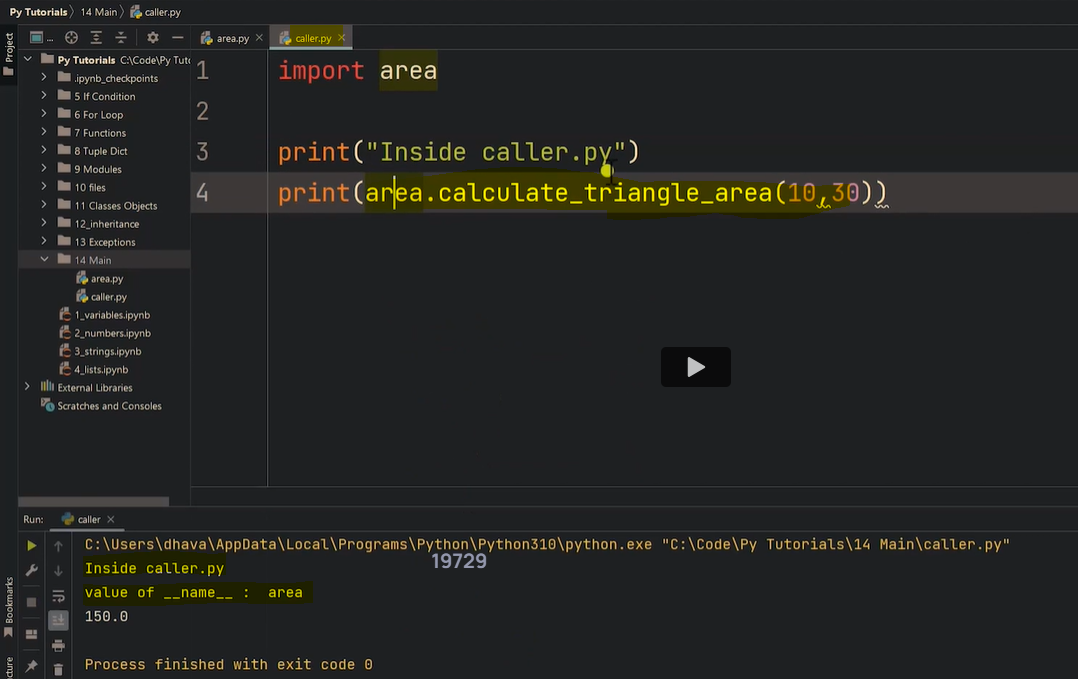 Py Tutorials 〉 14 Main 〉 caller.py
Project
...
area.py ×
caller.py ×
Py Tutorials C:\Code\Py Tuto
.ipynb_checkpoints
5 If Condition
6 For Loop
7 Functions
8 Tuple Dict
9 Modules
10 files
11 Classes Objects
12_inheritance
13 Exceptions
14 Main
area.py
caller.py
1_variables.ipynb
2_numbers.ipynb
3_strings.ipynb
4_lists.ipynb
External Libraries
Scratches and Consoles
1 import area
2
3 print("Inside caller.py")
4 print(area.calculate_triangle_area(10,30))
Run: caller ×
C:\Users\dhava\AppData\Local\Programs\Python\Python310\python.exe "C:\Code\Py Tutorials\14 Main\caller.py"
19729
Inside caller.py
value of __name__ :  area
150.0
Process finished with exit code 0
Bookmarks
cture